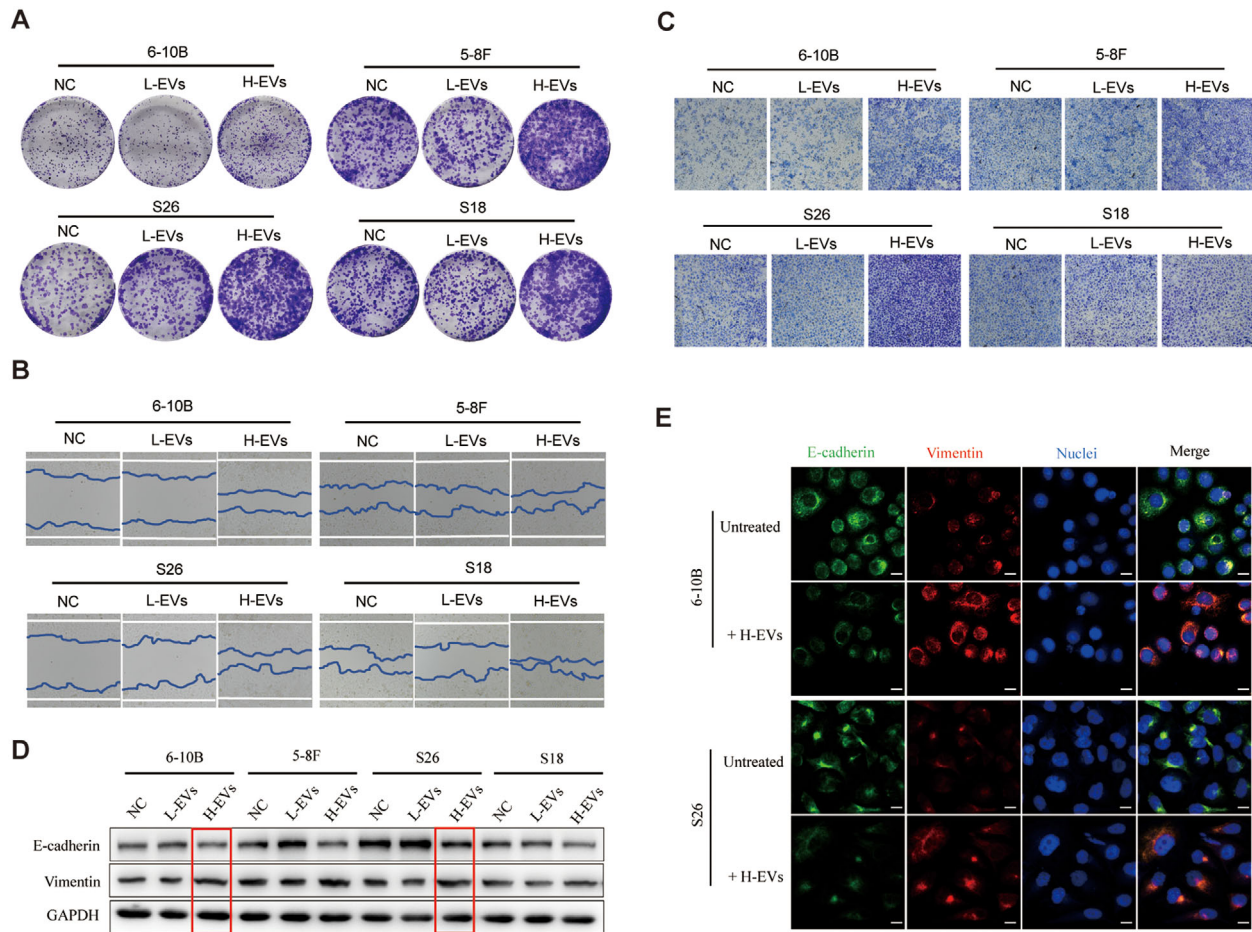 A
6-10B 5-8F
NC L-EVs H-EVs NC L-EVs H-EVs
S26 S18
NC L-EVs H-EVs NC L-EVs H-EVs
B
6-10B 5-8F
NC L-EVs H-EVs NC L-EVs H-EVs
S26 S18
NC L-EVs H-EVs NC L-EVs H-EVs
C
6-10B 5-8F
NC L-EVs H-EVs NC L-EVs H-EVs
S26 S18
NC L-EVs H-EVs NC L-EVs H-EVs
D
6-10B 5-8F S26 S18
NC L-EVs H-EVs NC L-EVs H-EVs NC L-EVs H-EVs NC L-EVs H-EVs
E-cadherin
Vimentin
GAPDH
E
E-cadherin Vimentin Nuclei Merge
6-10B
Untreated
+ H-EVs
S26
Untreated
+ H-EVs